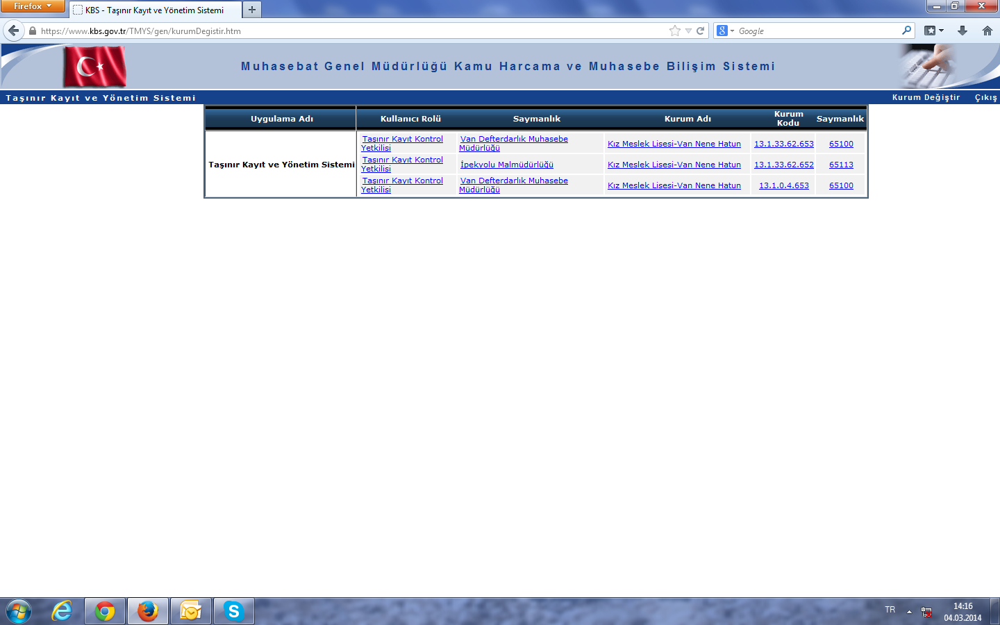 Firefox
KBS - Taşınır Kayıt ve Yönetim Sistemi
https://www.kbs.gov.tr/TMYS/gen/kurumDegistir.htm
Google
Muhasebat Genel Müdürlüğü Kamu Harcama ve Muhasebe Bilişim Sistemi
Taşınır Kayıt ve Yönetim Sistemi
Kurum Değiştir
Çıkış
Uygulama Adı
Kullanıcı Rolü
Saymanlık
Kurum Adı
Kurum
Kodu
Saymanlık
Taşınır Kayıt ve Yönetim Sistemi
Taşınır Kayıt Kontrol
Yetkilisi
Van Defterdarlık Muhasebe
Müdürlüğü
Kız Meslek Lisesi-Van Nene Hatun
13.1.33.62.653
65100
Taşınır Kayıt Kontrol
Yetkilisi
İpekyolu Malmüdürlüğü
Kız Meslek Lisesi-Van Nene Hatun
13.1.33.62.652
65113
Taşınır Kayıt Kontrol
Yetkilisi
Van Defterdarlık Muhasebe
Müdürlüğü
Kız Meslek Lisesi-Van Nene Hatun
13.1.0.4.653
65100
TR
14:16
04.03.2014